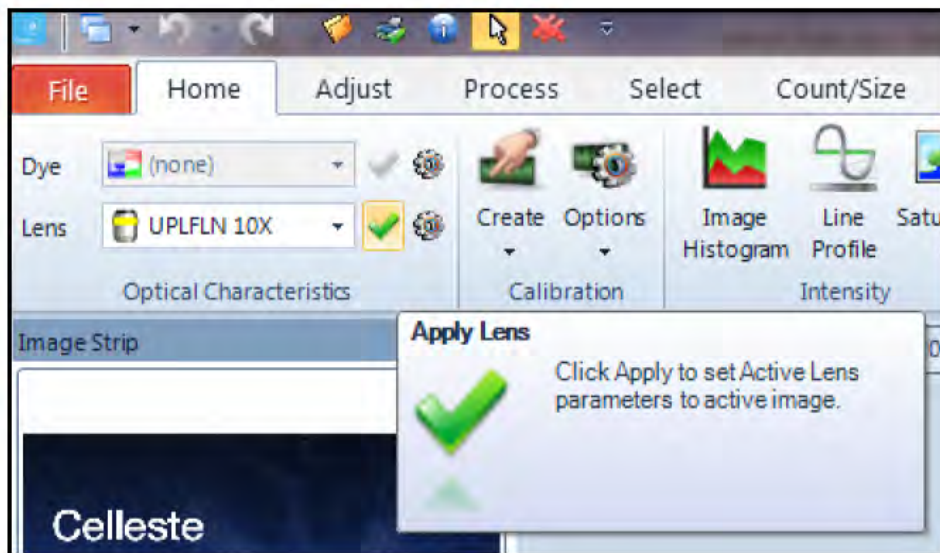 File Home Adjust Process Select Count/Size
Dye (none)
Lens UPLFLN 10X
Create Options Image Histogram Line Profile
Optical Characteristics Calibration Intensity
Image Strip
Apply Lens
Click Apply to set Active Lens
parameters to active image.
Celleste